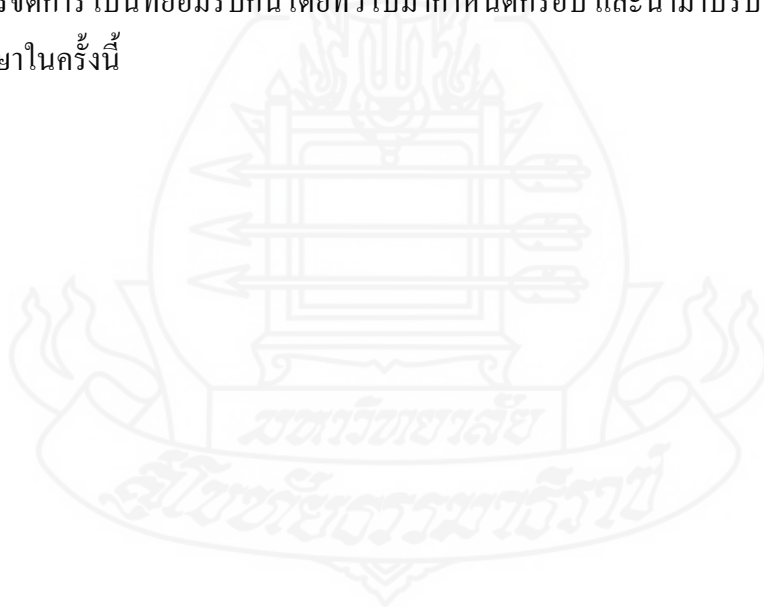 รจัดการ เป็นที่ยอมรับกันโดยทั่วไปมากำหนดกรอบ และนำมาปรับ
ษาในครั้งนี้
มหาวิทยาลัย
สุโขทัยธรรมาธิราช